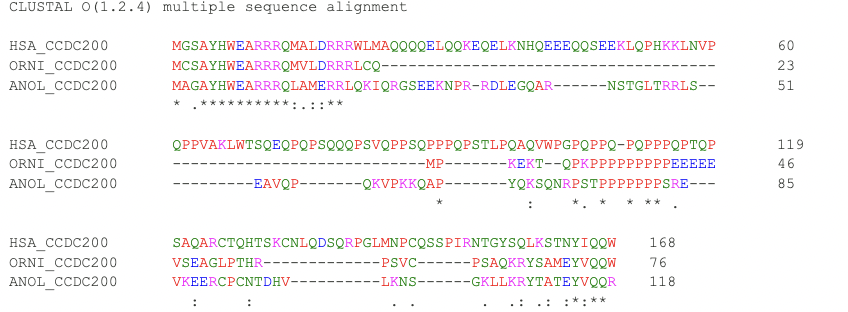 CLUSTAL O(1.2.4) multiple sequence alignment
HSA_CCDC200 MGSAYHWEARRRQMALDRRRWLMAQQQQELQQKEQELKNHQEEEQQSEEKLQPHKKLNVP 60
ORNI_CCDC200 MCSAYHWEARRRQMVLDRRRLCQ------------------------------------- 23
ANOL_CCDC200 MAGAYHWEARRRQLAMERRLQKIQRGSEEKNPR-RDLEGQAR------NSTGLTRRLS-- 51
* .**********:.::**
HSA_CCDC200 QPPVAKLWTSQEQPQPSQQQPSVQPPSQPPPQPSTLPQAQVWPGPQPPQ-PQPPPQPTQP 119
ORNI_CCDC200 ----------------------------MP-------KEKT--QPKPPPPPPPPPEEEEE 46
ANOL_CCDC200 ---------EAVQP-------QKVPKKQAP-------YQKSQNRPSTPPPPPPPSRE--- 85
* : *. * * ** .
HSA_CCDC200 SAQARCTQHTSKCNLQDSQRPGLMNPCQSSPIRNTGYSQLKSTNYIQQW 168
ORNI_CCDC200 VSEAGLPTHR-------------PSVC------PSAQKRYSAMEYVQQW 76
ANOL_CCDC200 VKEERCPCNTDHV----------LKNS------GKLLKRYTATEYVQQR 118
: : . . . .: .: :*:**